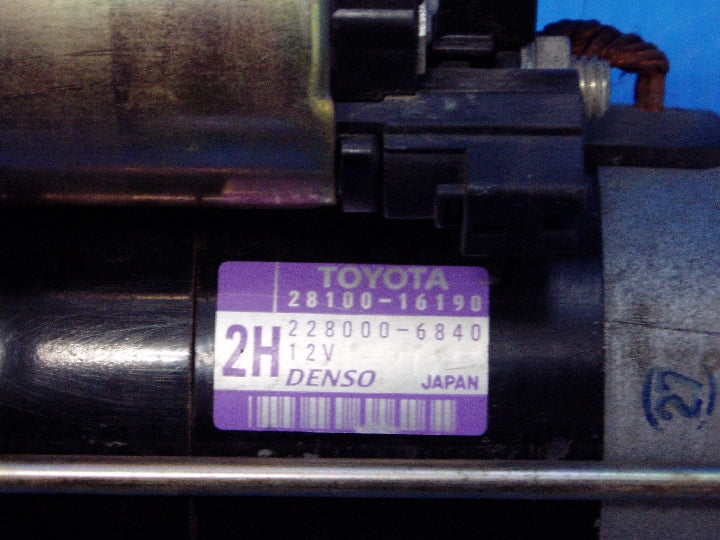 TOYOTA
28100-16190
2H
228000-6840
12V
DENSO
JAPAN
(27)